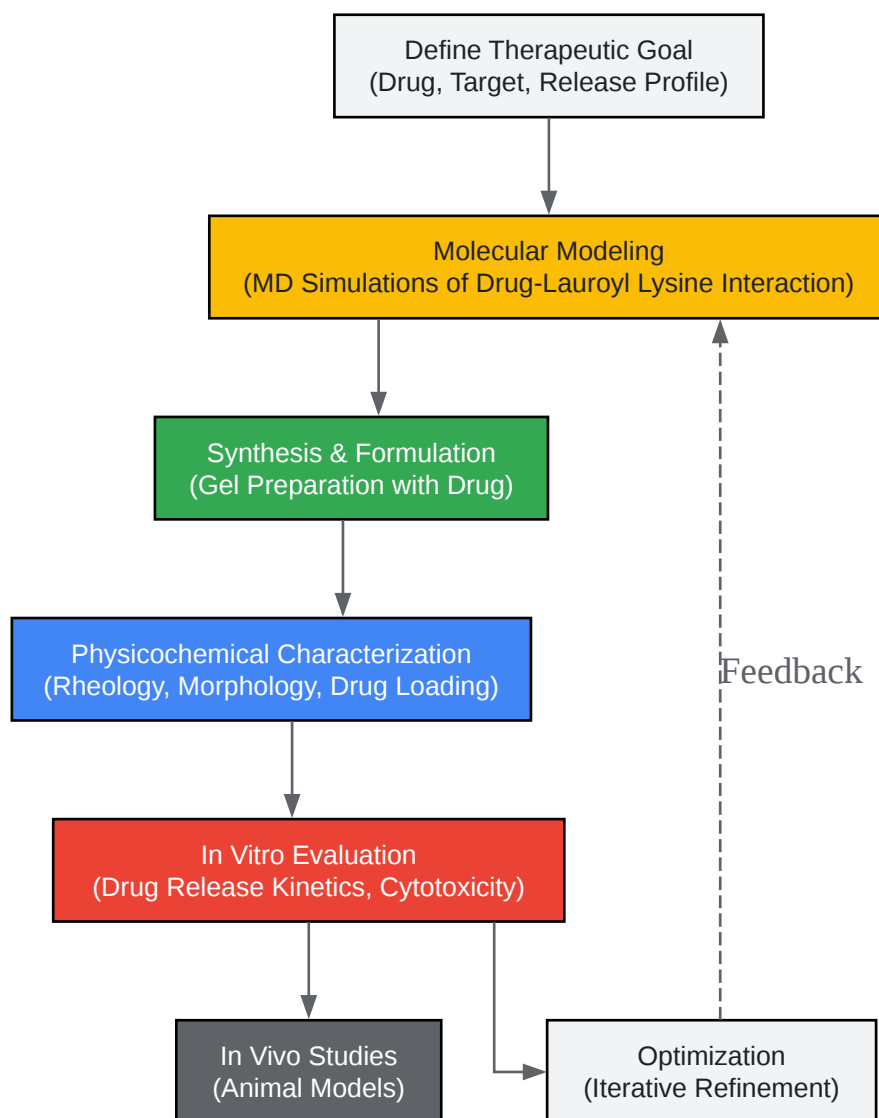 Define Therapeutic Goal
(Drug, Target, Release Profile)
Molecular Modeling
(MD Simulations of Drug-Lauroyl Lysine Interaction)
Synthesis & Formulation
(Gel Preparation with Drug)
Physicochemical Characterization
(Rheology, Morphology, Drug Loading)
Feedback
In Vitro Evaluation
(Drug Release Kinetics, Cytotoxicity)
In Vivo Studies
(Animal Models)
Optimization
(Iterative Refinement)